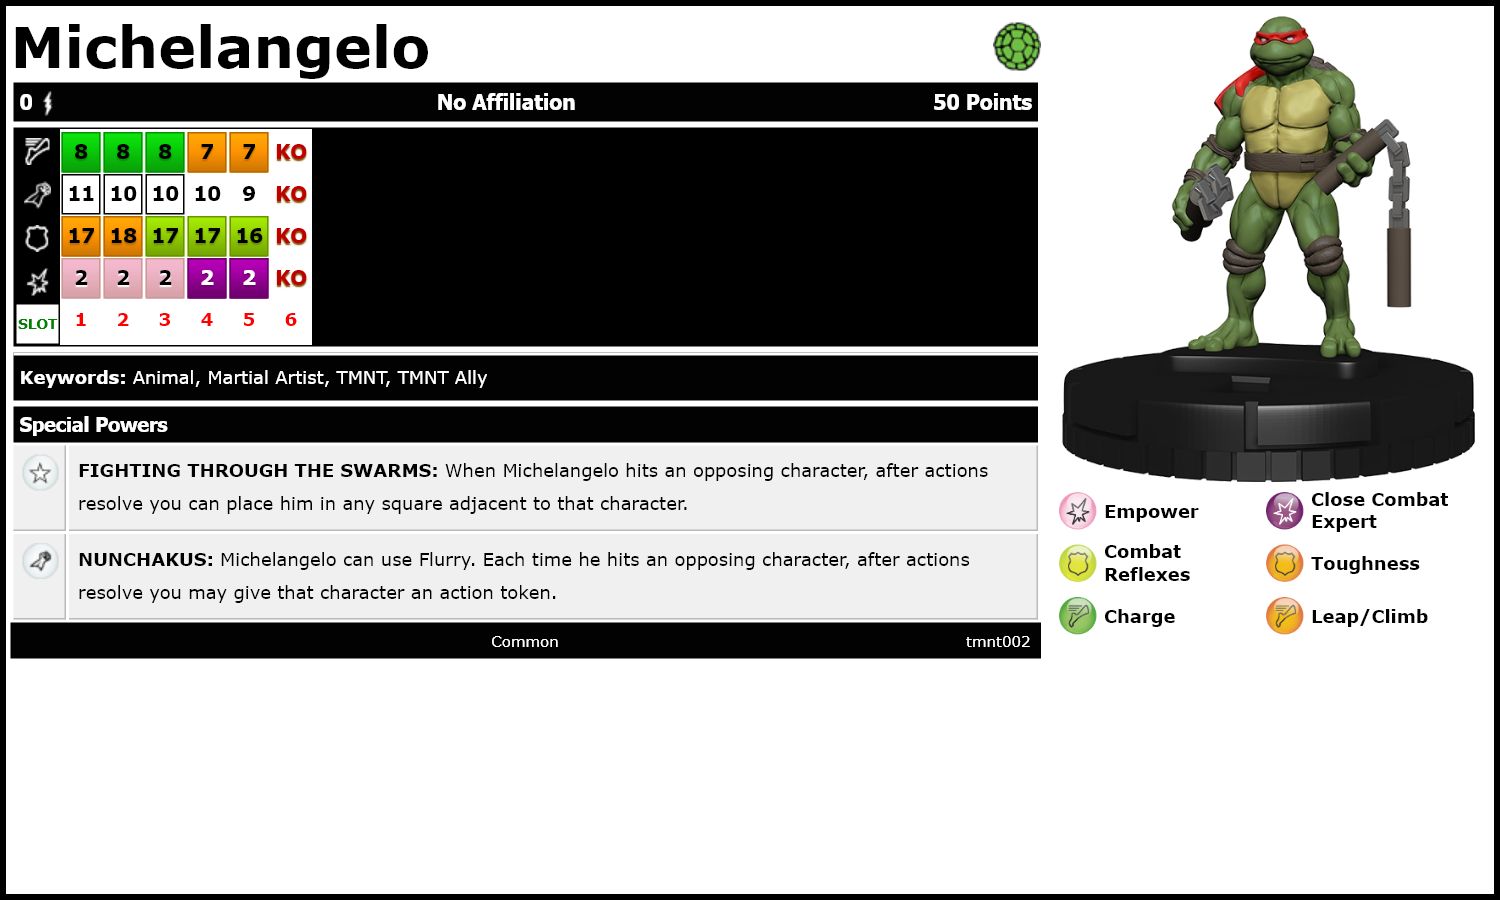 Michelangelo
0 No Affiliation 50 Points
8 8 8 7 7 KO
11 10 10 10 9 KO
17 18 17 17 16 KO
2 2 2 2 2 KO
SLOT 1 2 3 4 5 6
Keywords: Animal, Martial Artist, TMNT, TMNT Ally
Special Powers
FIGHTING THROUGH THE SWARMS: When Michelangelo hits an opposing character, after actions
resolve you can place him in any square adjacent to that character.
NUNCHAKUS: Michelangelo can use Flurry. Each time he hits an opposing character, after actions
resolve you may give that character an action token.
Common tmnt002
Empower
Close Combat
Expert
Combat
Reflexes
Toughness
Charge
Leap/Climb